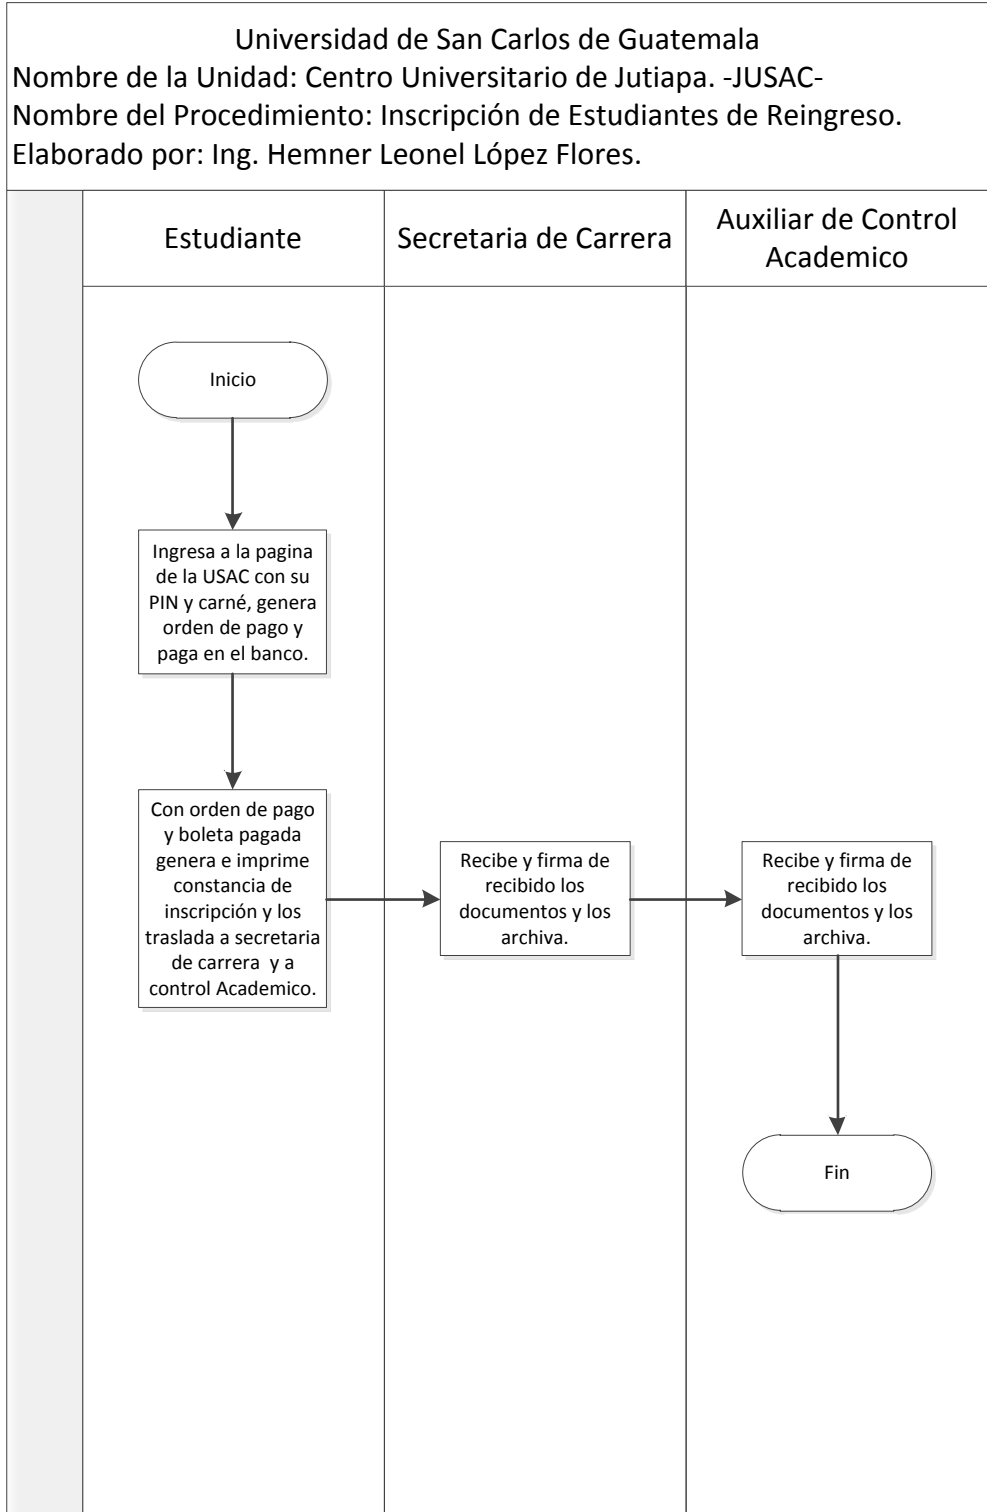 Universidad de San Carlos de Guatemala
Nombre de la Unidad: Centro Universitario de Jutiapa. -JUSAC-
Nombre del Procedimiento: Inscripción de Estudiantes de Reingreso.
Elaborado por: Ing. Hemner Leonel López Flores.
Estudiante
Secretaria de Carrera
Auxiliar de Control
Academico
Inicio
Ingresa a la pagina
de la USAC con su
PIN y carné, genera
orden de pago y
paga en el banco.
Con orden de pago
y boleta pagada
genera e imprime
constancia de
inscripción y los
traslada a secretaria
de carrera  y a
control Academico.
Recibe y firma de
recibido los
documentos y los
archiva.
Recibe y firma de
recibido los
documentos y los
archiva.
Fin